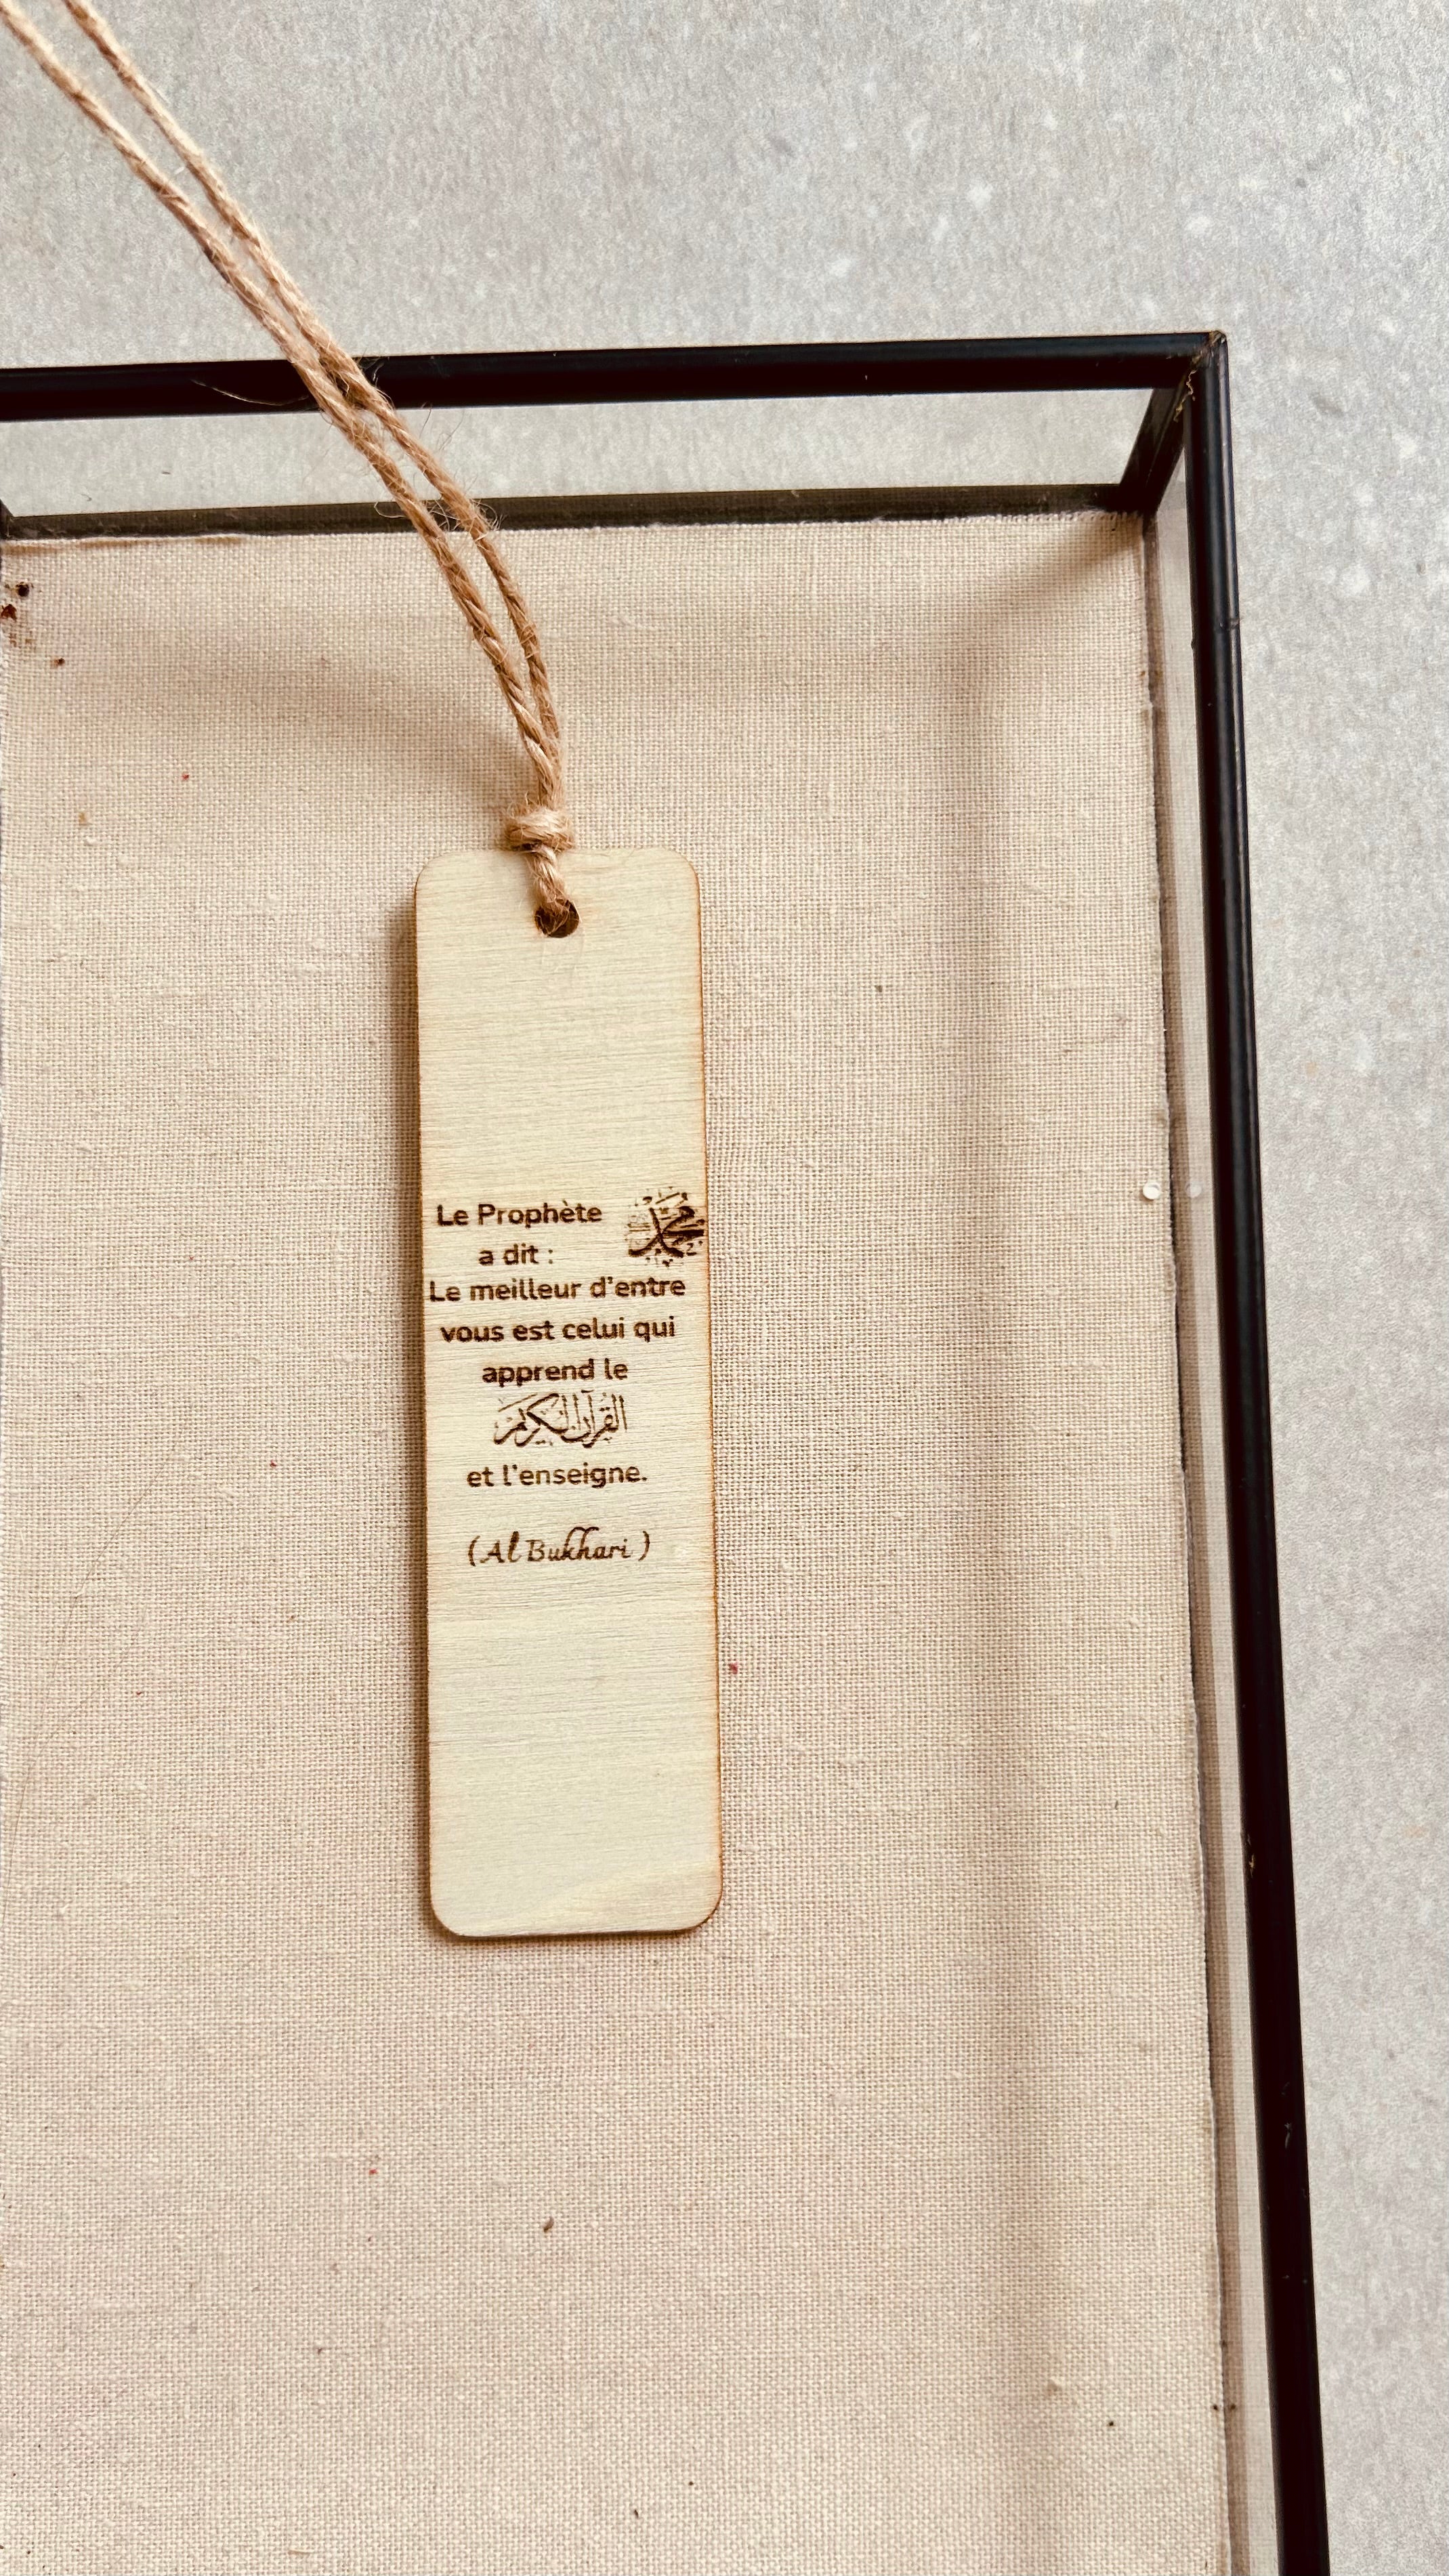 Le Prophète محمد
a dit :
Le meilleur d'entre
vous est celui qui
apprend le
القرآن الكريم
et l'enseigne.
(Al Bukhari)